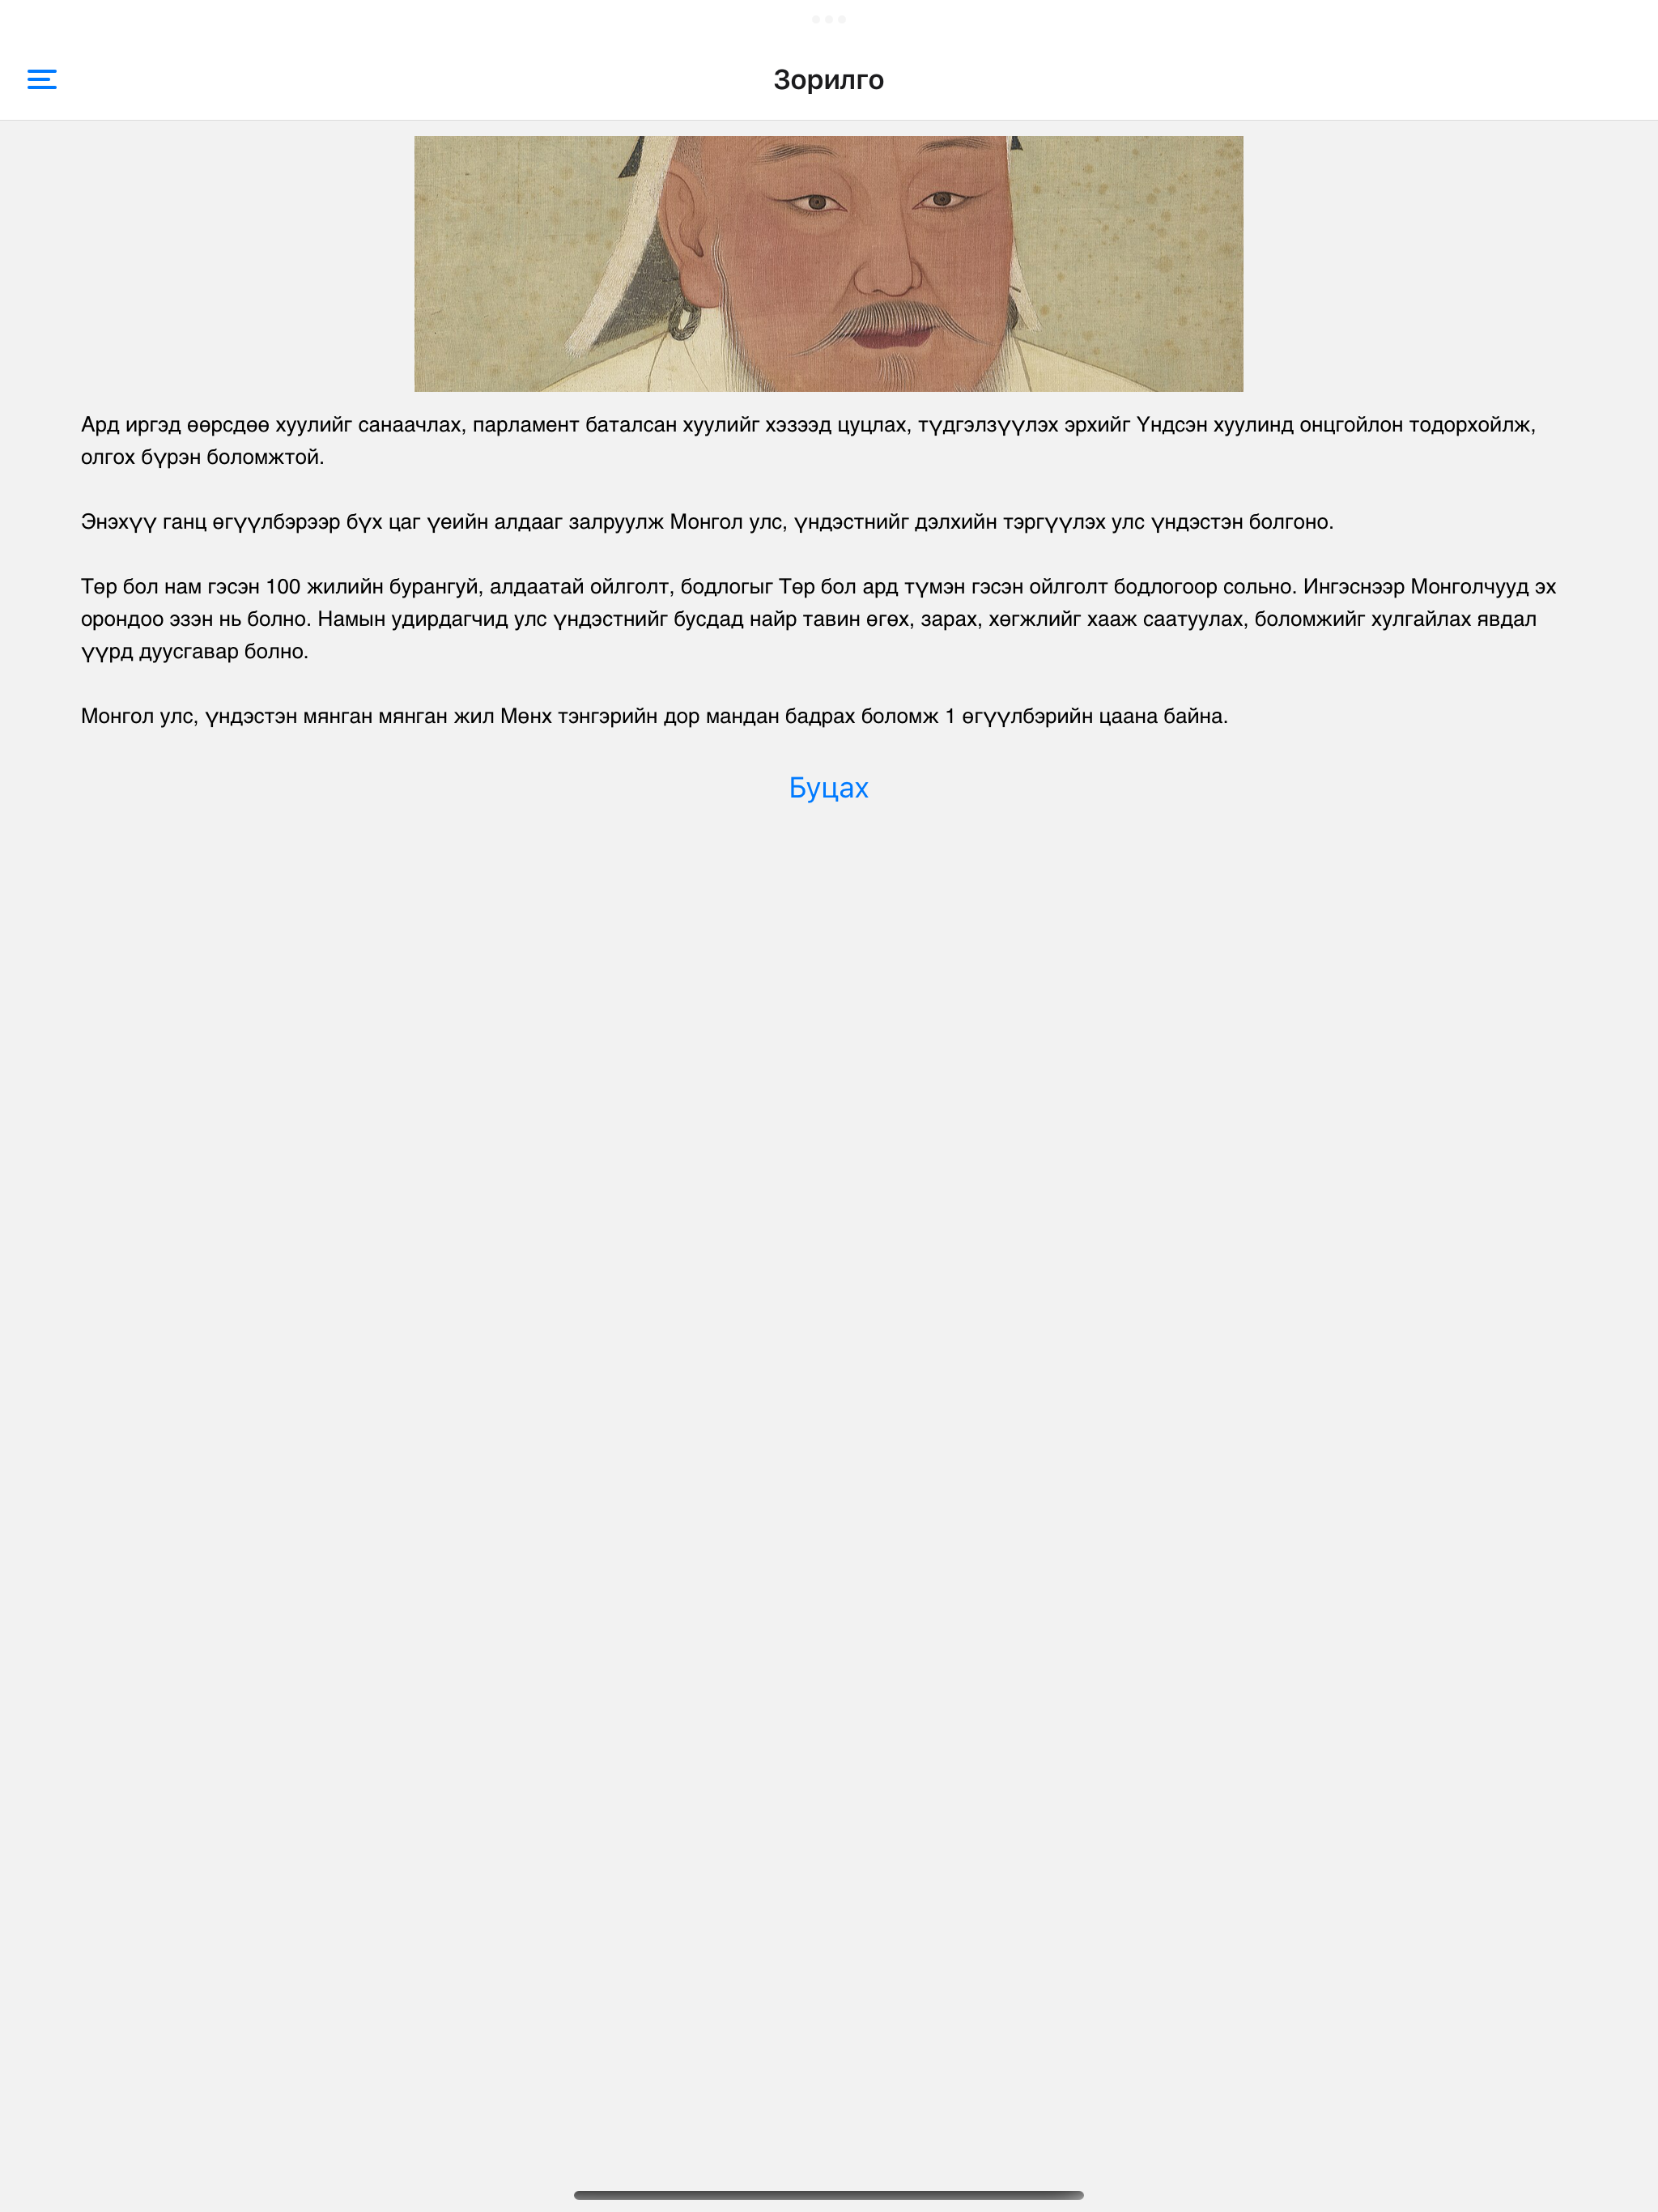 Зорилго
Ард иргэд өөрсдөө хуулийг санаачлах, парламент баталсан хуулийг хэзээд цуцлах, түдгэлзүүлэх эрхийг Үндсэн хуулинд онцгойлон тодорхойлж,
олгох бүрэн боломжтой.
Энэхүү ганц өгүүлбэрээр бүх цаг үеийн алдааг залруулж Монгол улс, үндэстнийг дэлхийн тэргүүлэх улс үндэстэн болгоно.
Төр бол нам гэсэн 100 жилийн бурангуй, алдаатай ойлголт, бодлогыг Төр бол ард түмэн гэсэн ойлголт бодлогоор сольно. Ингэснээр Монголчууд эх
орондоо эзэн нь болно. Намын удирдагчид улс үндэстнийг бусдад найр тавин өгөх, зарах, хөгжлийг хааж саатуулах, боломжийг хулгайлах явдал
үүрд дуусгавар болно.
Монгол улс, үндэстэн мянган мянган жил Мөнх тэнгэрийн дор мандан бадрах боломж 1 өгүүлбэрийн цаана байна.
Буцах